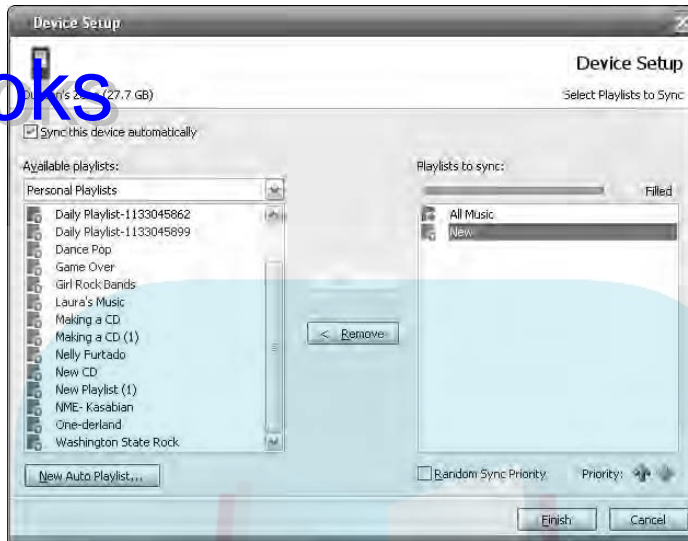 Device Setup
Device Setup
oks
(27.7 GB)
Select Playlists to Sync
Sync this device automatically
Available playlists:
Playlists to sync:
Personal Playlists
Filled
Daily Playlist-1133045862
Daily Playlist-1133045899
Dance Pop
Game Over
Girl Rock Bands
Laura's Music
Making a CD
Making a CD (1)
Nelly Furtado
New CD
New Playlist (1)
NME- Kasabian
One-derland
Washington State Rock
All Music
New
< Remove
New Auto Playlist...
Random Sync Priority
Priority:
Finish
Cancel